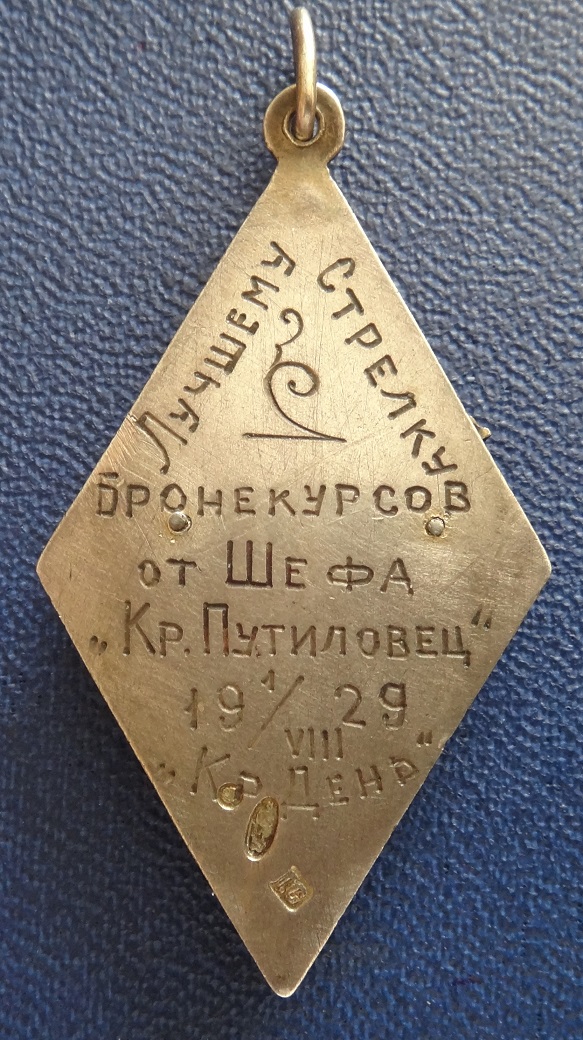 Лучшему Стрелку
Бронекурсов
от Шефа
„Кр. Путиловец"
19 1/VIII 29
„Кр. День"